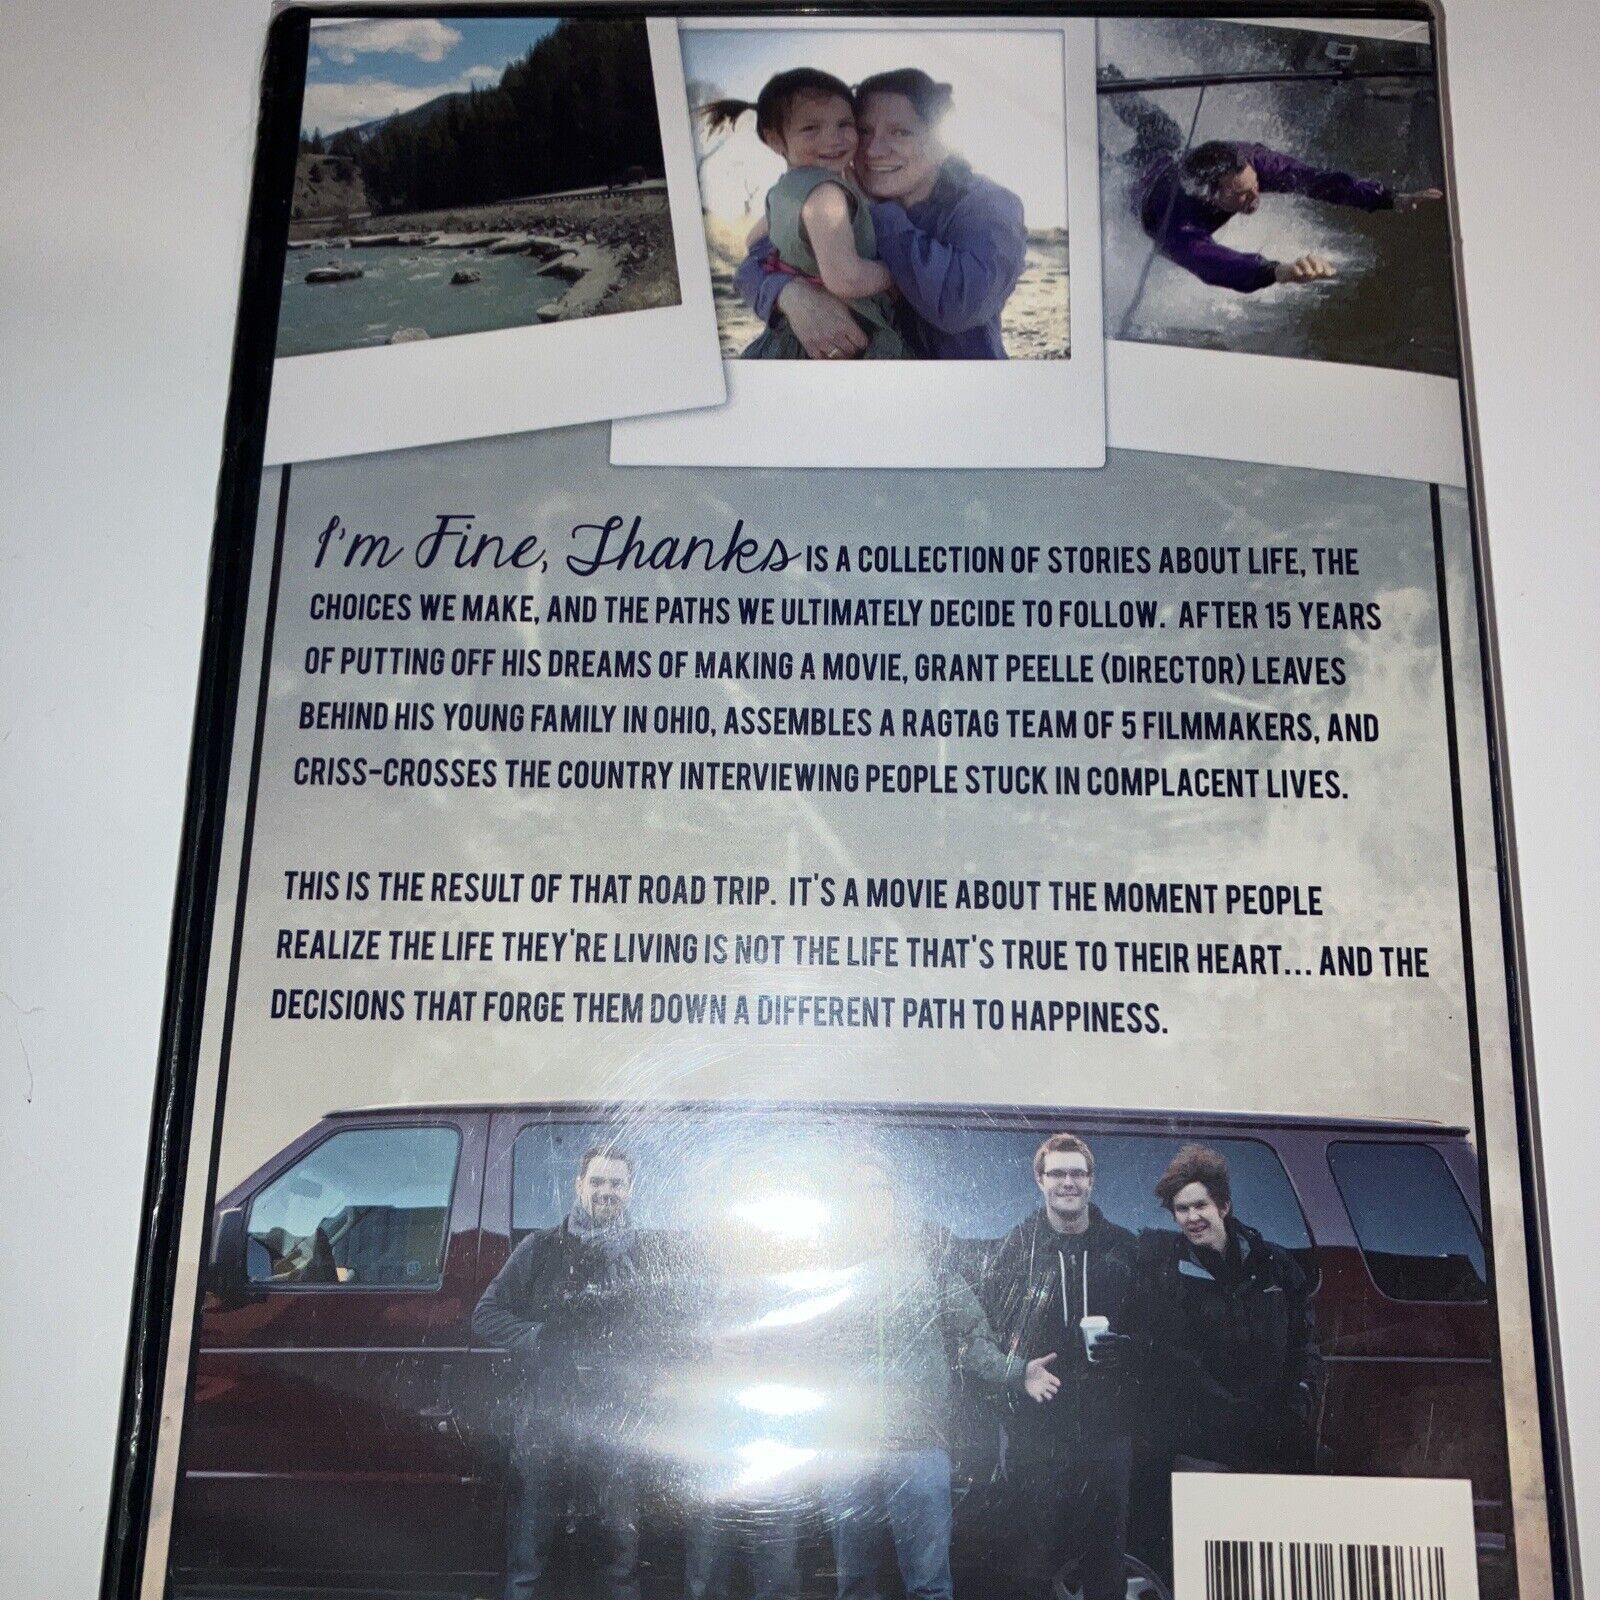 I'm Fine, Thanks IS A COLLECTION OF STORIES ABOUT LIFE, THE
CHOICES WE MAKE, AND THE PATHS WE ULTIMATELY DECIDE TO FOLLOW. AFTER 15 YEARS
OF PUTTING OFF HIS DREAMS OF MAKING A MOVIE, GRANT PEELLE (DIRECTOR) LEAVES
BEHIND HIS YOUNG FAMILY IN OHIO, ASSEMBLES A RAGTAG TEAM OF 5 FILMMAKERS, AND
CRISS-CROSSES THE COUNTRY INTERVIEWING PEOPLE STUCK IN COMPLACENT LIVES.
THIS IS THE RESULT OF THAT ROAD TRIP. IT'S A MOVIE ABOUT THE MOMENT PEOPLE
REALIZE THE LIFE THEY'RE LIVING IS NOT THE LIFE THAT'S TRUE TO THEIR HEART... AND THE
DECISIONS THAT FORGE THEM DOWN A DIFFERENT PATH TO HAPPINESS.